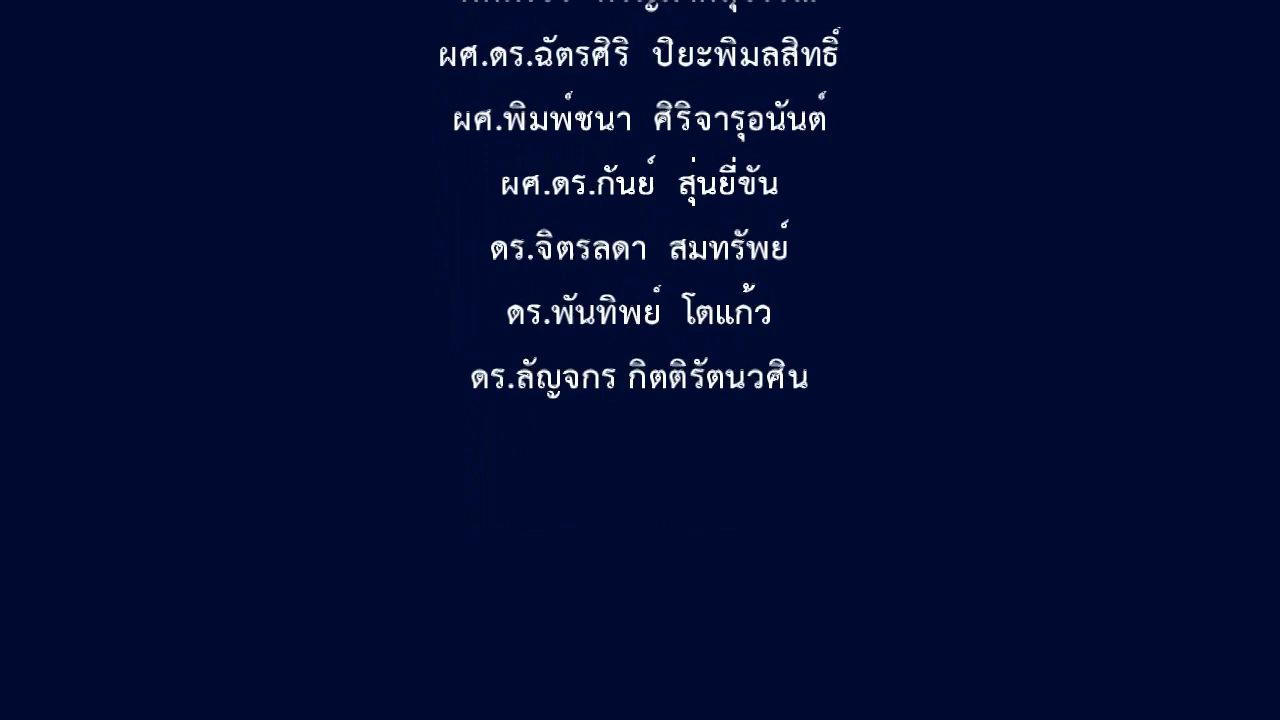 ผศ.ดร.ฉัตรศิริ ปิยะพิมลสิทธิ์
ผศ.พิมพ์ชนา ศิริจารุอนันต์
ผศ.ดร.กันย์ สุ่นยี่ขัน
ดร.จิตรลดา สมทรัพย์
ดร.พันทิพย์ โตแก้ว
ดร.ลัญจกร กิตติรัตนวศิน